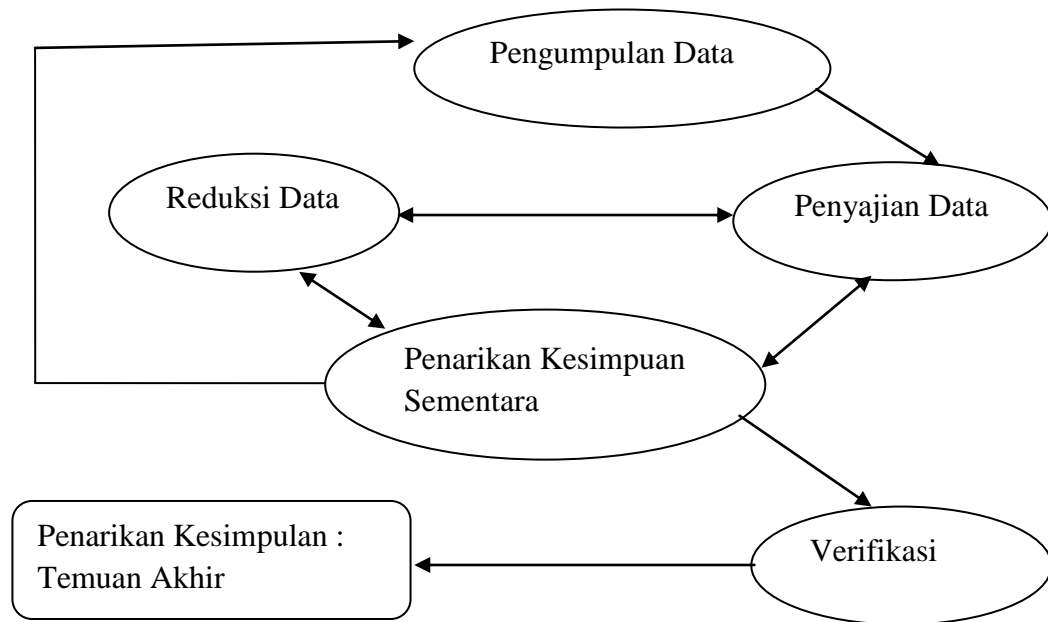 Pengumpulan Data
Reduksi Data
Penyajian Data
Penarikan Kesimpuan
Sementara
Penarikan Kesimpulan :
Temuan Akhir
Verifikasi